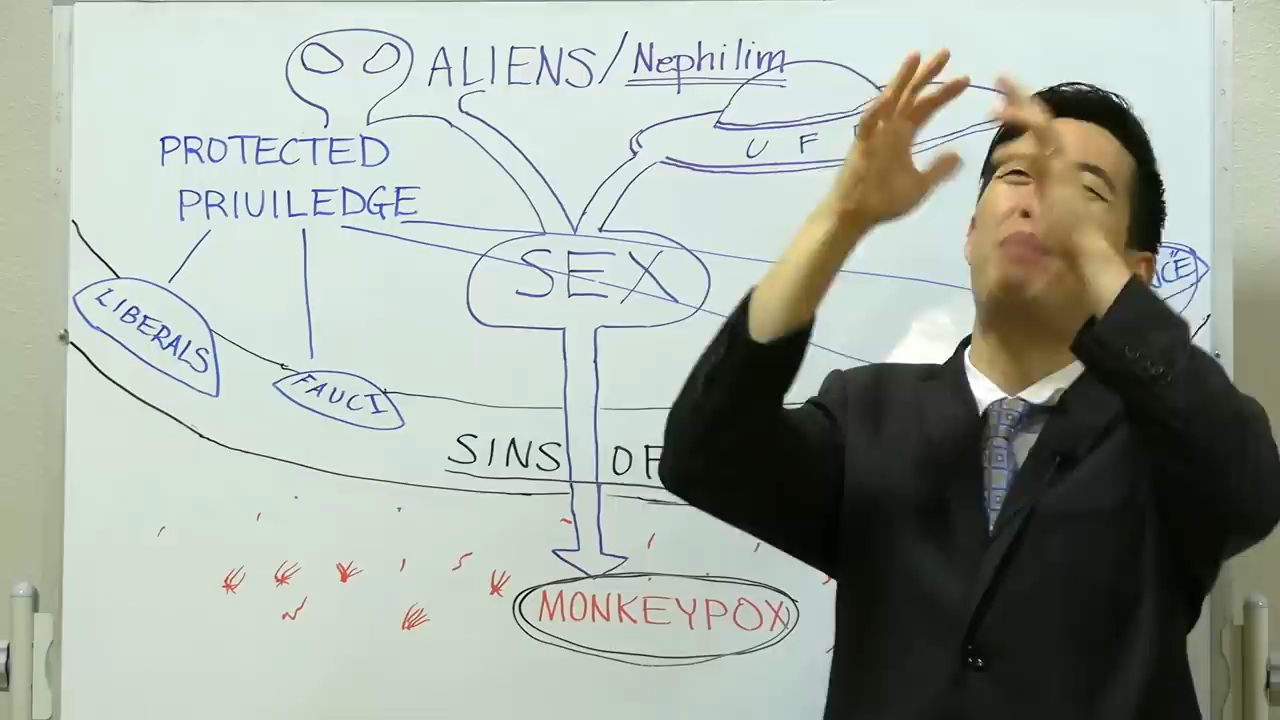 ALIENS/Nephilim
U F
PROTECTED
PRIUILEDGE
SEX
LIBERALS
FAUCI
SINS OF
MONKEYPOX